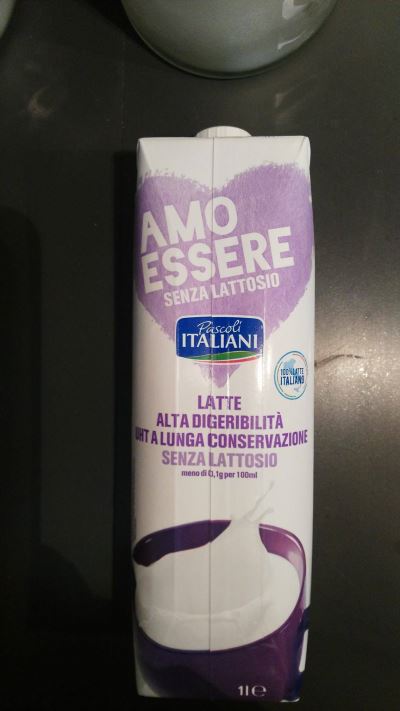 AMO
ESSERE
SENZA LATTOSIO
Pascoli
ITALIANI
100% LATTE
ITALIANO
LATTE
ALTA DIGERIBILITÀ
UHT A LUNGA CONSERVAZIONE
SENZA LATTOSIO
meno di 0,1g per 100ml
1l e